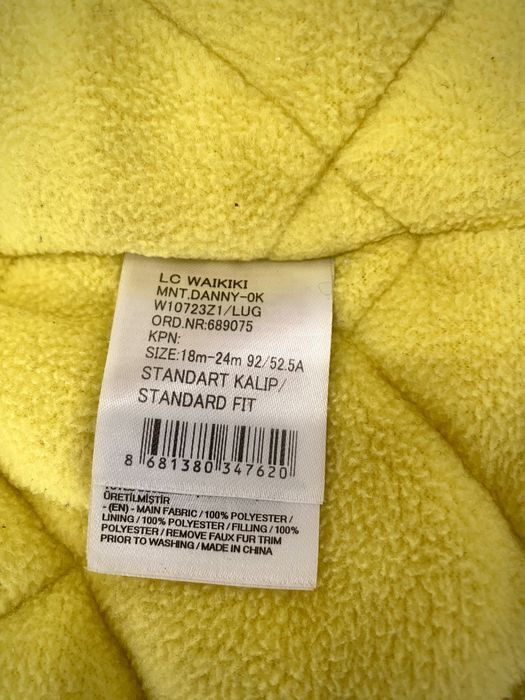 LC WAIKIKI
MNT.DANNY-OK
W10723Z1/LUG
ORD.NR:689075
KPN:
SIZE:18m-24m 92/52.5A
STANDART KALIP/
STANDARD FIT
8 681380 347620
ÜRETİLMİŞTİR
- (EN) - MAIN FABRIC / 100% POLYESTER /
LINING / 100% POLYESTER / FILLING / 100%
POLYESTER / REMOVE FAUX FUR TRIM
PRIOR TO WASHING / MADE IN CHINA